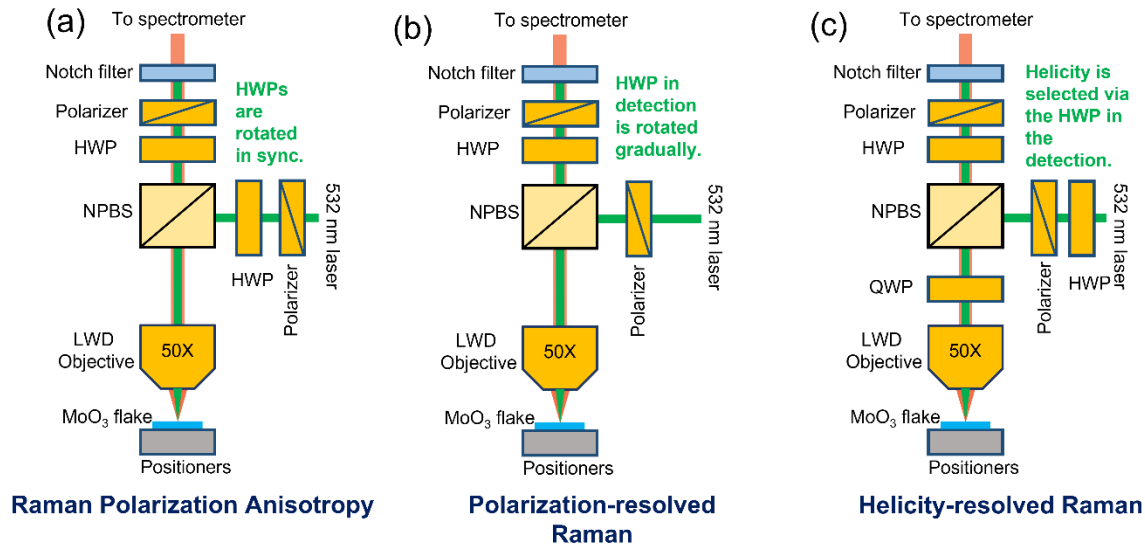 (a)
To spectrometer
Notch filter
Polarizer
HWP
NPBS
HWPs
are
rotated
in sync.
HWP
Polarizer
532 nm laser
LWD
Objective
50X
MoO₃ flake
Positioners
Raman Polarization Anisotropy
(b)
To spectrometer
Notch filter
Polarizer
HWP
NPBS
HWP in
detection
is rotated
gradually.
Polarizer
532 nm laser
LWD
Objective
50X
MoO₃ flake
Positioners
Polarization-resolved
Raman
(c)
To spectrometer
Notch filter
Polarizer
HWP
NPBS
Helicity is
selected via
the HWP in
the
detection.
Polarizer
HWP
532 nm laser
QWP
LWD
Objective
50X
MoO₃ flake
Positioners
Helicity-resolved Raman